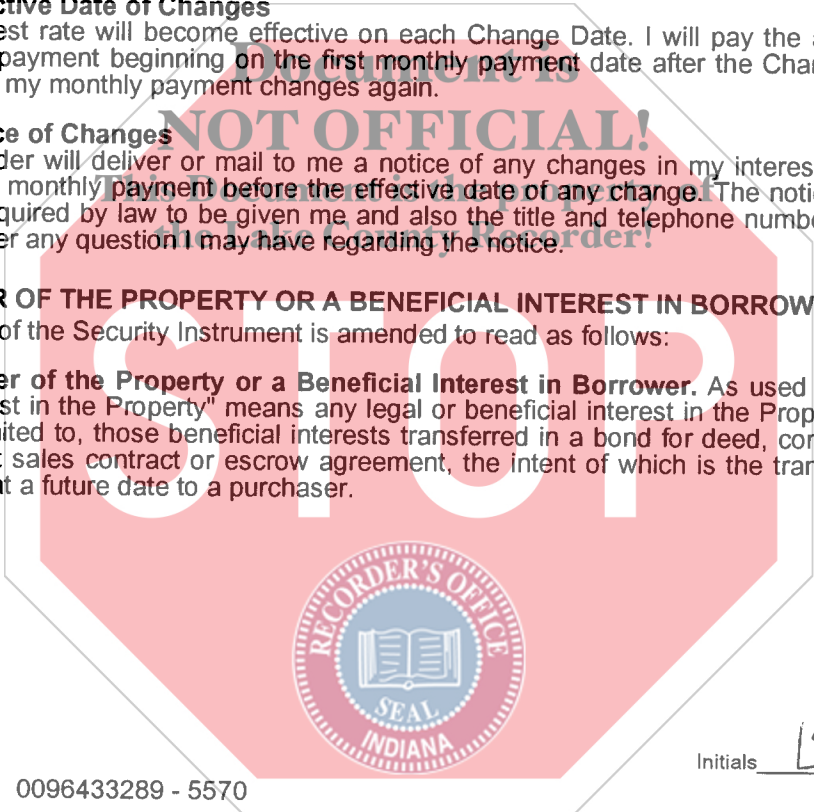 ctive Date of Changes
est rate will become effective on each Change Date. I will pay the
payment beginning on the first monthly payment date after the Chan
my monthly payment changes again.
Document is
NOT OFFICIAL!
This Document is the property of
the Lake County Recorder!
ce of Changes
der will deliver or mail to me a notice of any changes in my interes
monthly payment before the effective date of any change. The noti
quired by law to be given me and also the title and telephone numbe
er any question I may have regarding the notice.
R OF THE PROPERTY OR A BENEFICIAL INTEREST IN BORROW
of the Security Instrument is amended to read as follows:
er of the Property or a Beneficial Interest in Borrower. As used
st in the Property" means any legal or beneficial interest in the Prop
ited to, those beneficial interests transferred in a bond for deed, con
sales contract or escrow agreement, the intent of which is the tran
t a future date to a purchaser.
STOP
RECORDER'S OFFICE
SEAL
INDIANA
Initials
0096433289 - 5570